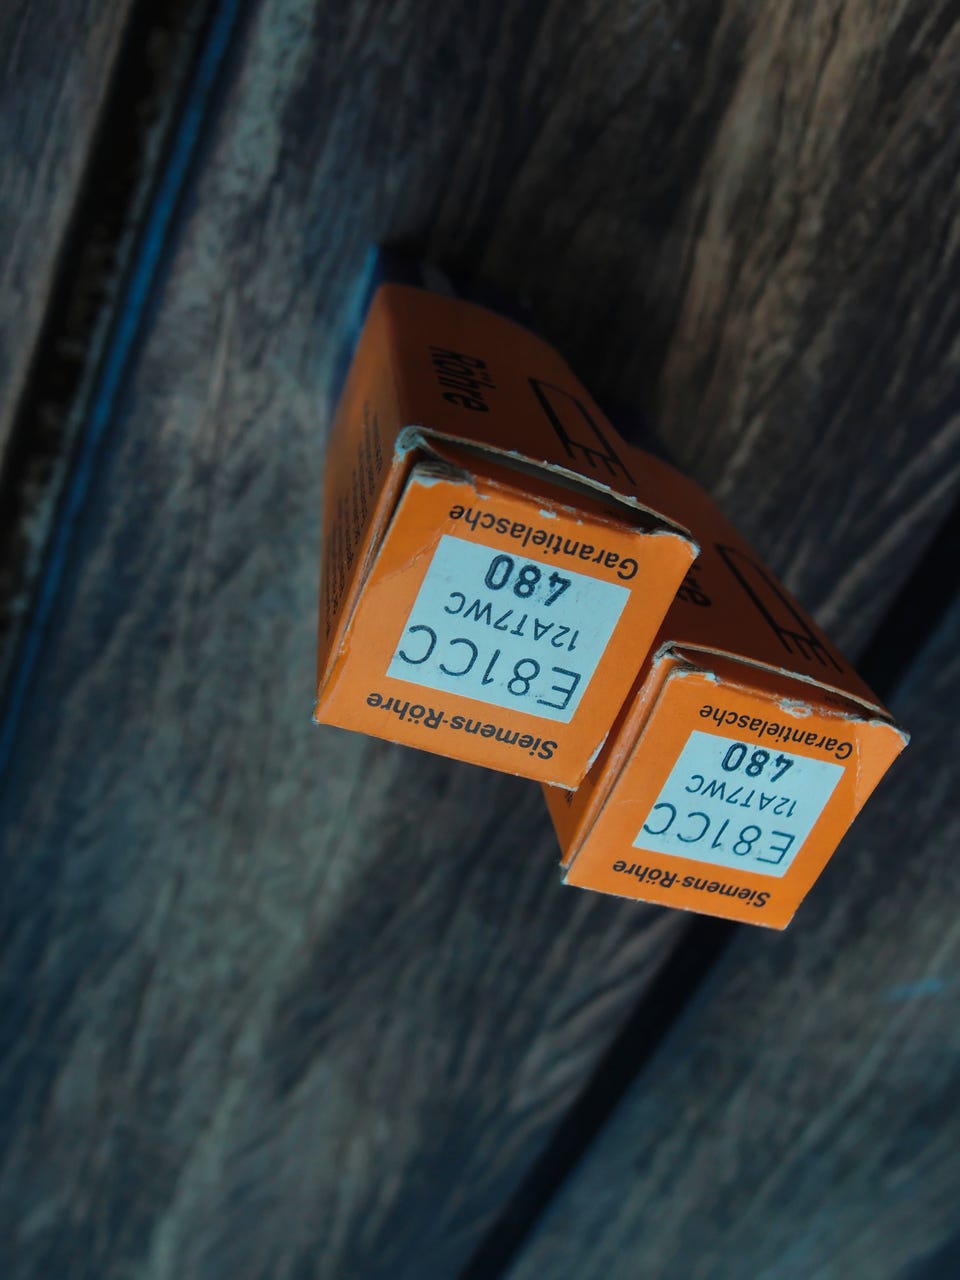 Siemens-Röhre
E81CC
12AT7WC
480
Garantielasche
Siemens-Röhre
E81CC
12AT7WC
480
Garantielasche
Röhre